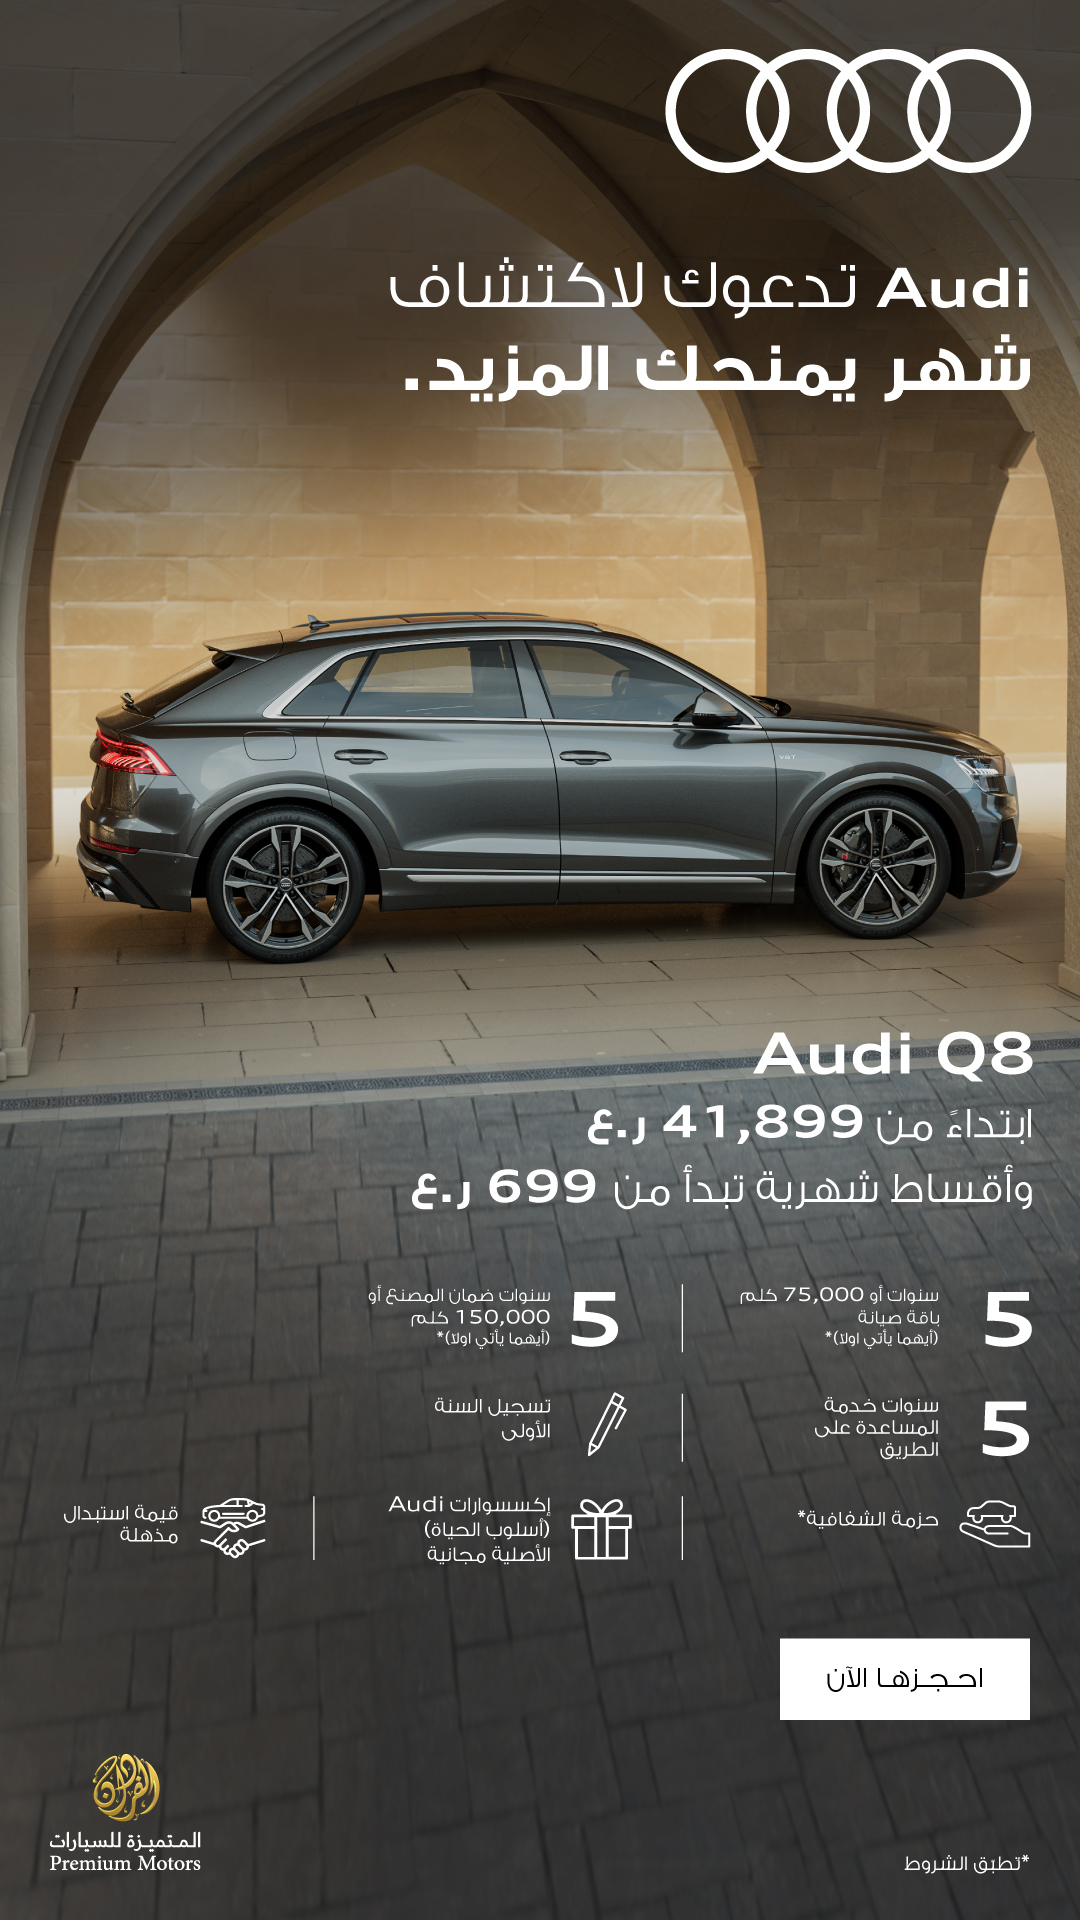 Audi تدعوك لاكتشاف
شهر يمنحك المزيد.
Audi Q8
ابتداءً من 41,899 ر.ع
وأقساط شهرية تبدأ من 699 ر.ع
5
سنوات أو 75,000 كلم
باقة صيانة
(أيهما يأتي اولا)*
5
سنوات ضمان المصنع أو
150,000 كلم
(أيهما يأتي اولا)*
5
سنوات خدمة
المساعدة على
الطريق
تسجيل السنة
الأولى
حزمة الشفافية*
إكسسوارات Audi
(أسلوب الحياة)
الأصلية مجانية
قيمة استبدال
مذهلة
احجزها الآن
الفردان
المتميزة للسيارات
Premium Motors
*تطبق الشروط